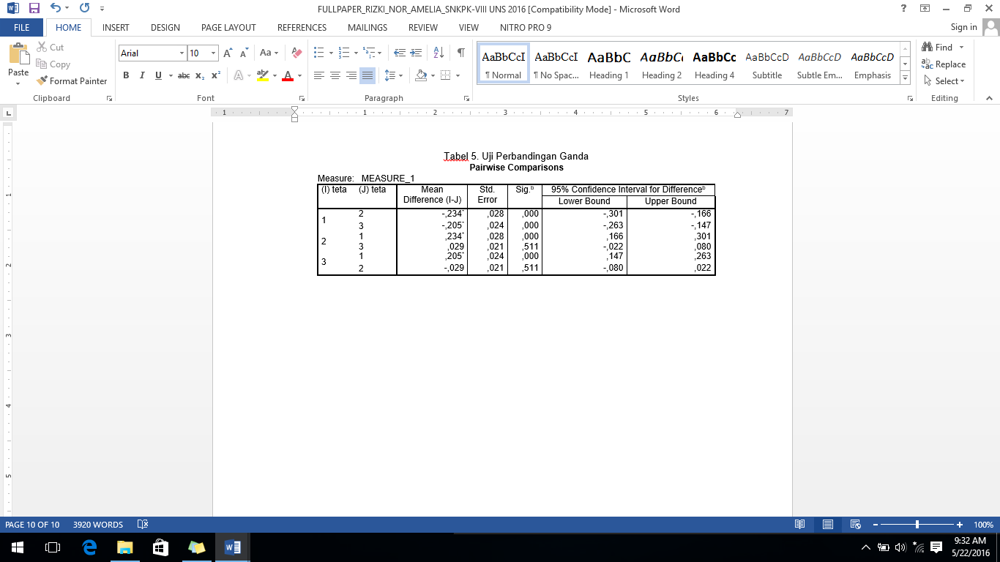 FULLPAPER_RIZKI_NOR_AMELIA_SNKPK-VIII UNS 2016 [Compatibility Mode] - Microsoft Word
FILE HOME INSERT DESIGN PAGE LAYOUT REFERENCES MAILINGS REVIEW VIEW NITRO PRO 9 Sign in
Paste
Cut
Copy
Format Painter
Clipboard
Arial 10
Font
Paragraph
AaBbCcI AaBbCcI AaBbC AaBbC AaBbCc AaBbCcD AaBbCcD AaBbCcD
¶ Normal ¶ No Spac... Heading 1 Heading 2 Heading 4 Subtitle Subtle Em... Emphasis
Styles
Find
Replace
Select
Editing
1 1 2 3 4 5 6 7
Tabel 5. Uji Perbandingan Ganda
Pairwise Comparisons
Measure: MEASURE_1
(I) teta (J) teta Mean Difference (I-J) Std. Error Sig.ᵇ 95% Confidence Interval for Differenceᵇ
Lower Bound Upper Bound
1 2 -,234* ,028 ,000 -,301 -,166
3 -,205* ,024 ,000 -,263 -,147
2 1 ,234* ,028 ,000 ,166 ,301
3 ,029 ,021 ,511 -,022 ,080
3 1 ,205* ,024 ,000 ,147 ,263
2 -,029 ,021 ,511 -,080 ,022
1
2
3
4
5
PAGE 10 OF 10 3920 WORDS 100%
9:32 AM
5/22/2016